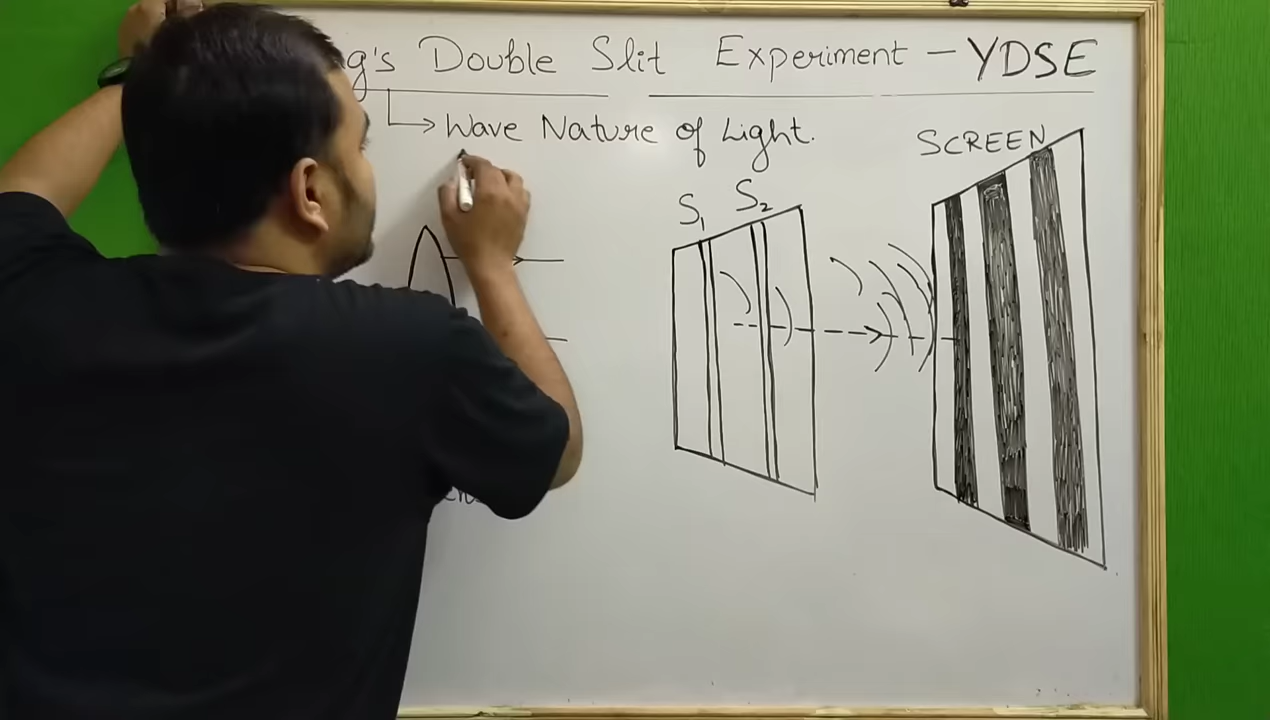 g's Double Slit Experiment - YDSE
Wave Nature of Light.
SCREEN
S₁ S₂